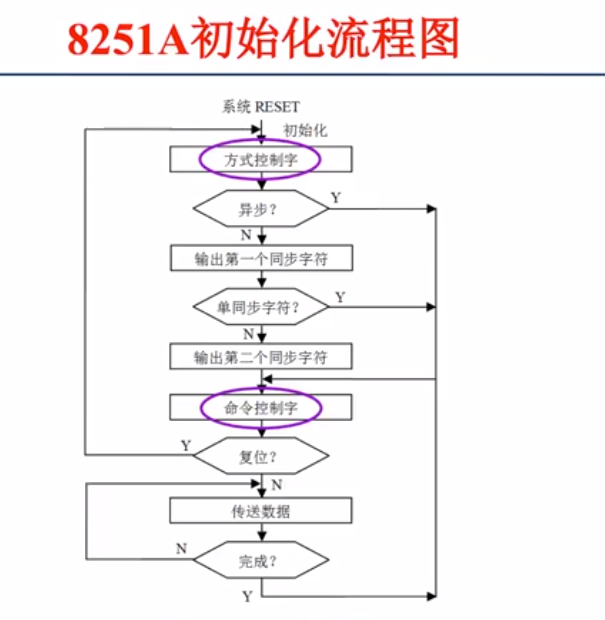 8251A初始化流程图
系统 RESET
初始化
方式控制字
异步?
Y
N
输出第一个同步字符
单同步字符?
Y
N
输出第二个同步字符
命令控制字
Y
复位?
N
传送数据
N
完成?
Y